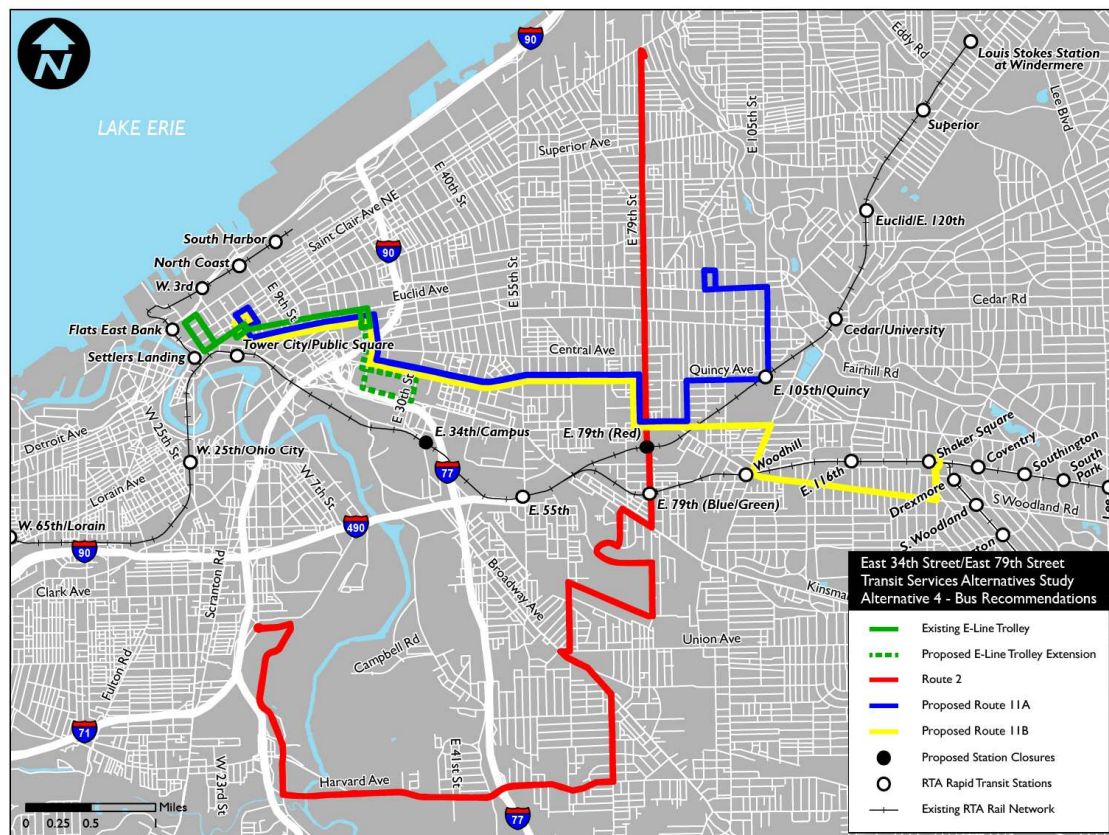 N
LAKE ERIE
90
Eddy Rd
Louis Stokes Station
at Windermere
Lee Blvd
Superior
E 105th St
Superior Ave
E 40th St
E 79th St
Saint Clair Ave NE
Euclid/E. 120th
South Harbor
90
North Coast
W. 3rd
E 9th St
Euclid Ave
E 55th St
Cedar Rd
Flats East Bank
Cedar/University
Tower City/Public Square
Settlers Landing
Central Ave
Quincy Ave
Fairhill Rd
E 30th St
E. 105th/Quincy
W 25th St
Detroit Ave
E. 34th/Campus
E. 79th (Red)
Shaker Square
Coventry
Southington
South
Park
Lee
W. 25th/Ohio City
Woodhill
Lorain Ave
W 7th St
77
E. 116th
Drexmore
S Woodland Rd
E. 55th
E. 79th (Blue/Green)
S. Woodland
W. 65th/Lorain
490
90
Scranton Rd
Broadway Ave
Clark Ave
Kinsman
Campbell Rd
Union Ave
Fulton Rd
71
W 23rd St
Harvard Ave
E 41st St
77
Miles
0 0.25 0.5 1
East 34th Street/East 79th Street
Transit Services Alternatives Study
Alternative 4 - Bus Recommendations
Existing E-Line Trolley
Proposed E-Line Trolley Extension
Route 2
Proposed Route 11A
Proposed Route 11B
Proposed Station Closures
RTA Rapid Transit Stations
Existing RTA Rail Network